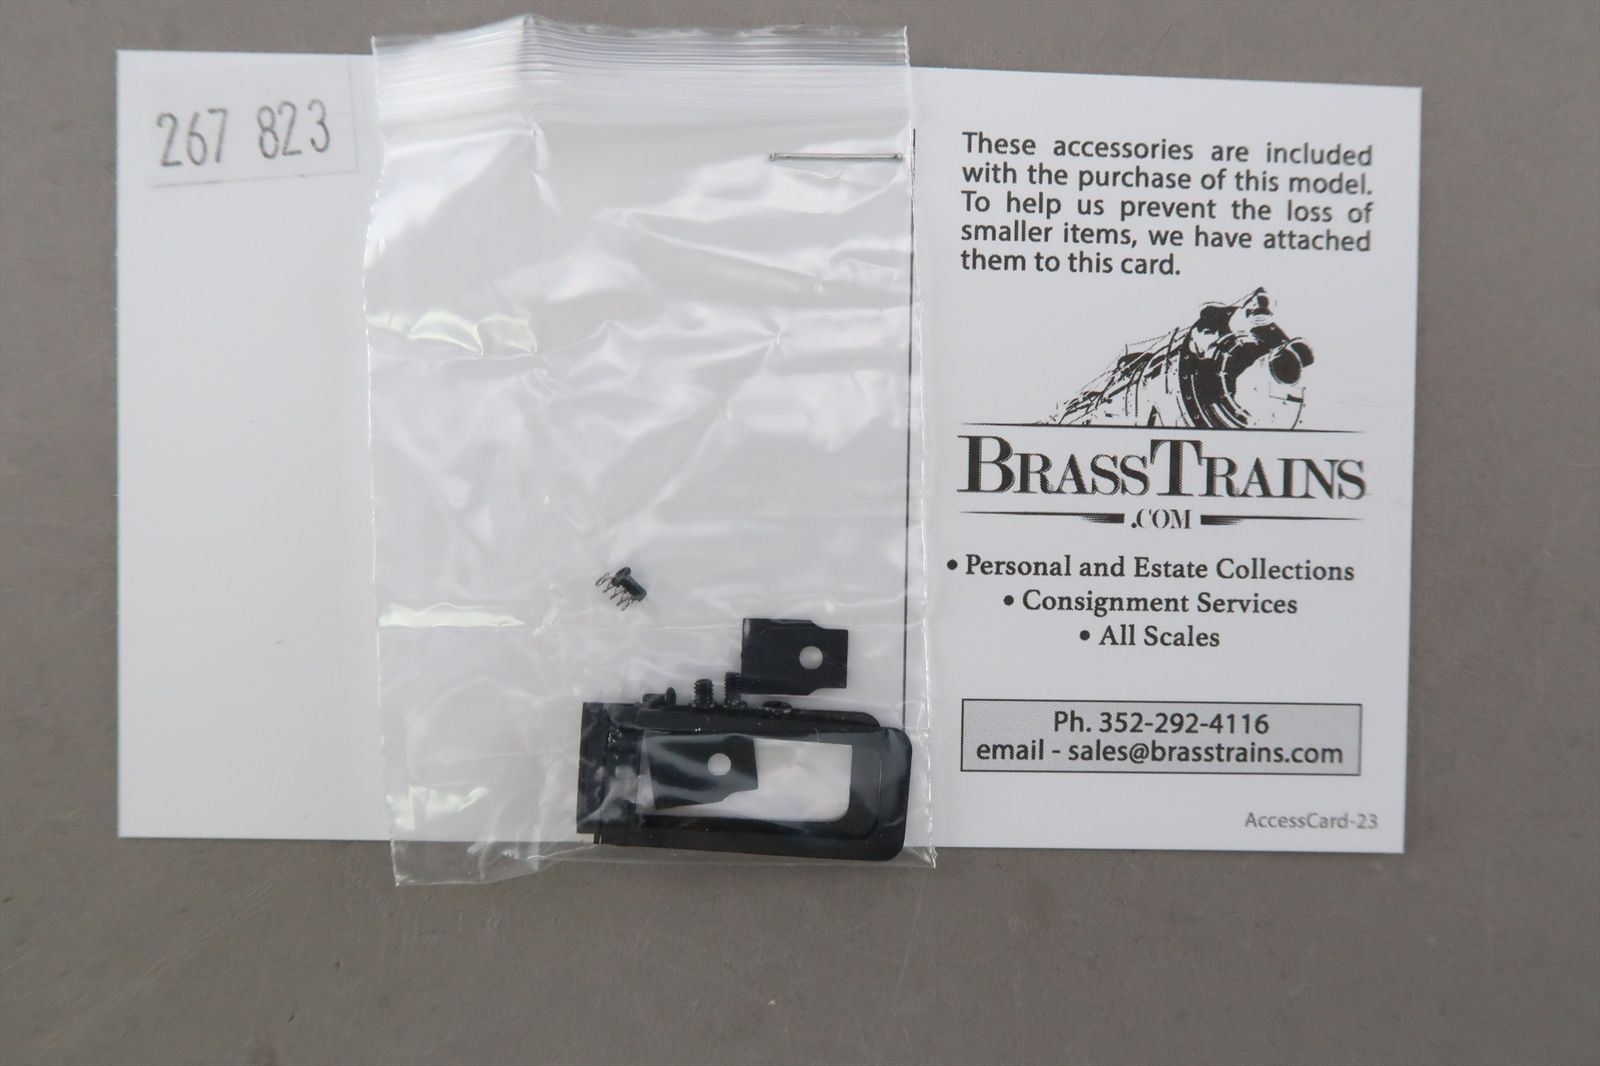 267 823
These accessories are included
with the purchase of this model.
To help us prevent the loss of
smaller items, we have attached
them to this card.
BRASSTRAINS
.COM
• Personal and Estate Collections
• Consignment Services
• All Scales
Ph. 352-292-4116
email - sales@brasstrains.com
AccessCard-23